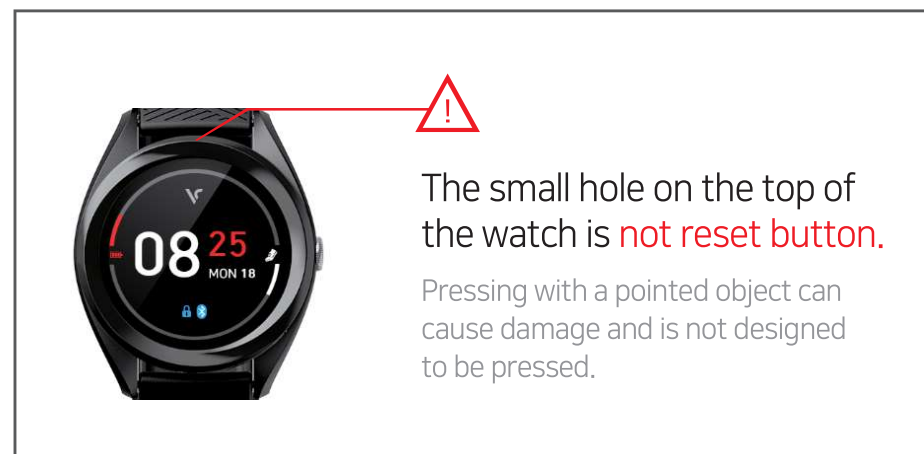 !
The small hole on the top of
the watch is not reset button.
Pressing with a pointed object can
cause damage and is not designed
to be pressed.
08 25
MON 18